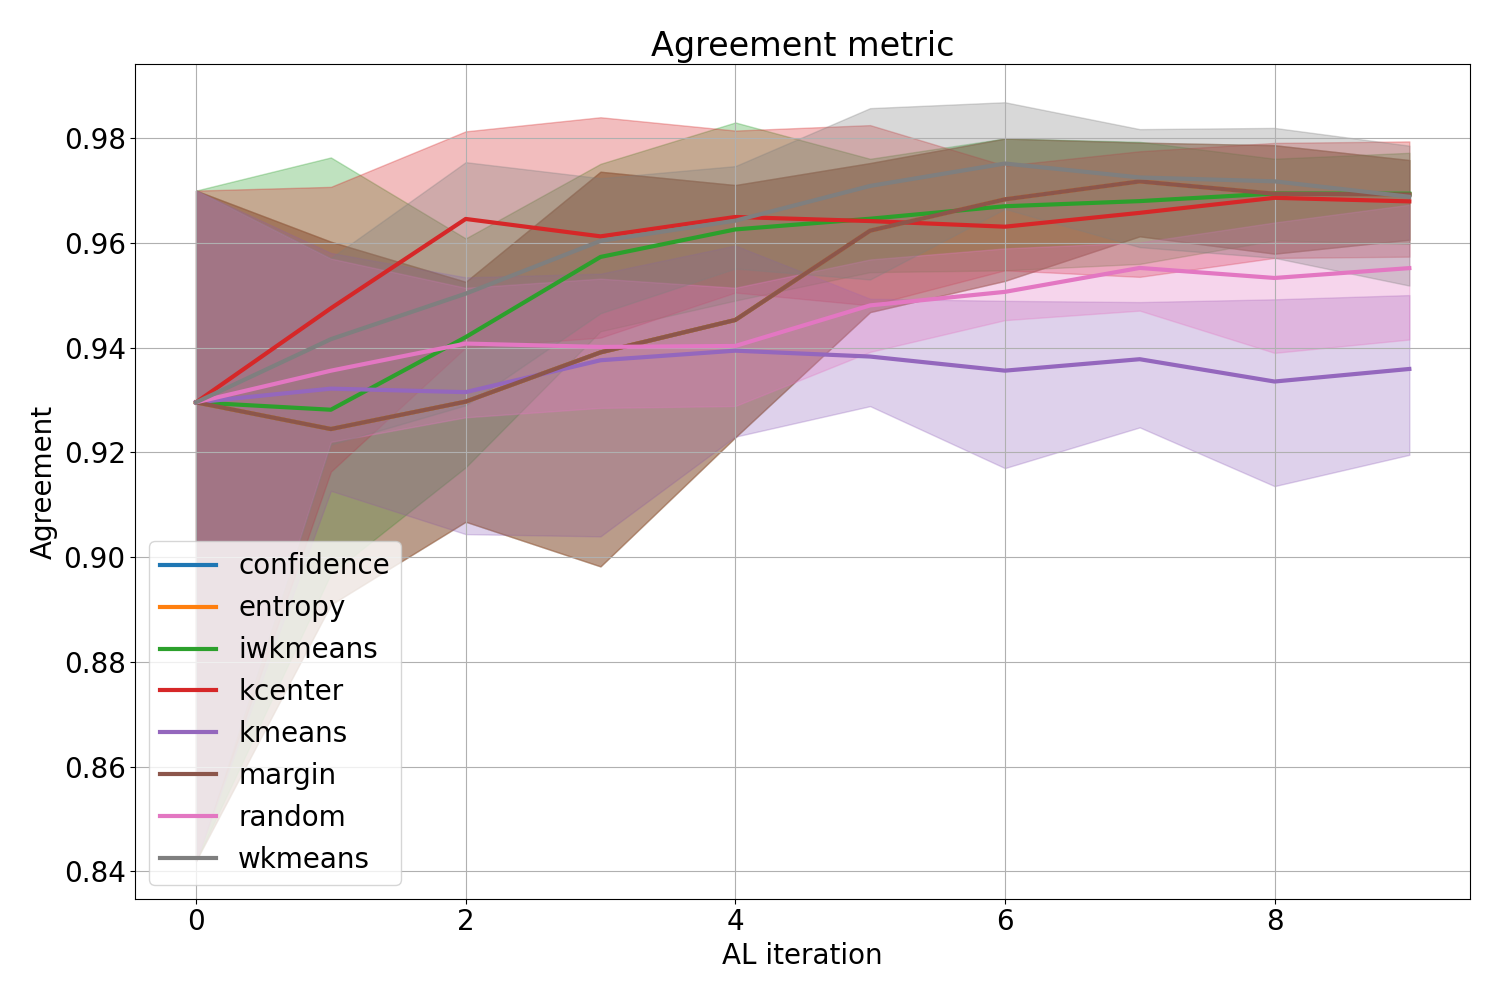 Agreement metric
Agreement
0.98
0.96
0.94
0.92
0.90
0.88
0.86
0.84
confidence
entropy
iwkmeans
kcenter
kmeans
margin
random
wkmeans
0 2 4 6 8
AL iteration